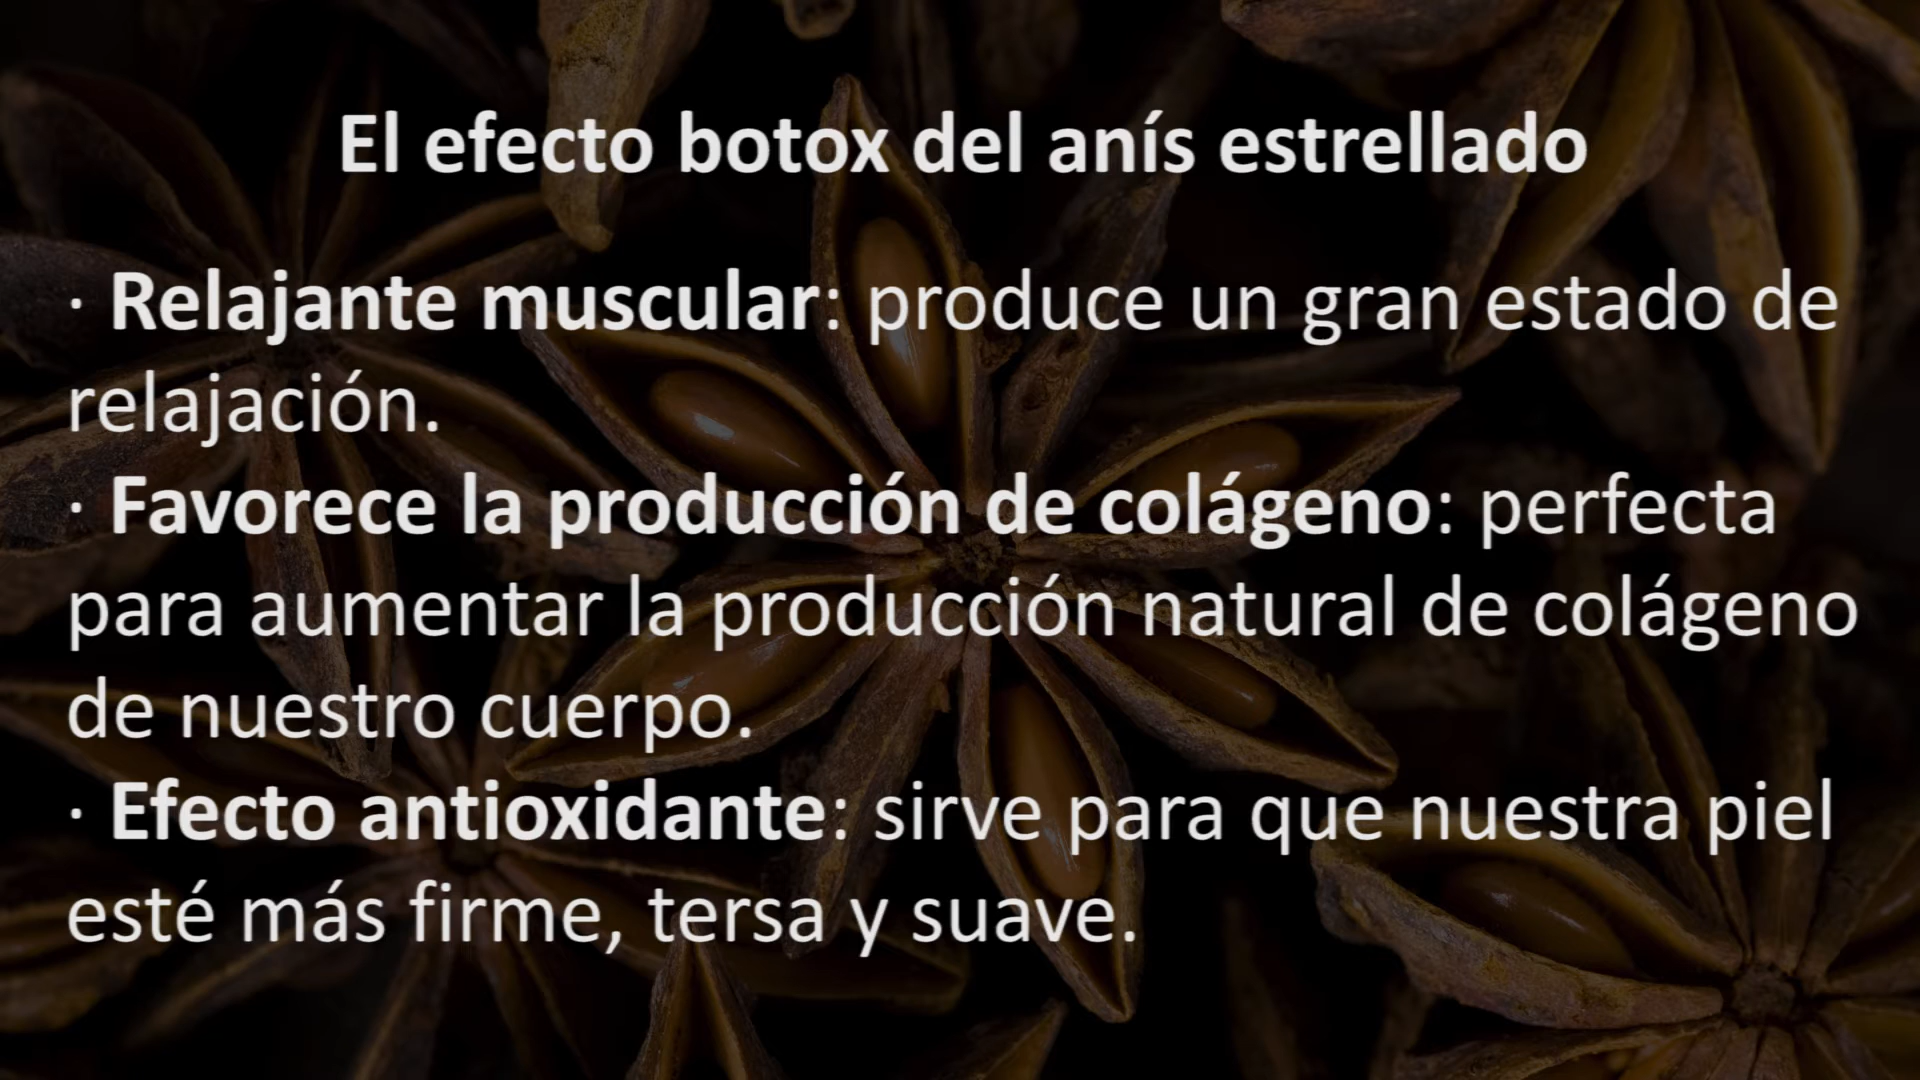 El efecto botox del anís estrellado
· Relajante muscular: produce un gran estado de
relajación.
· Favorece la producción de colágeno: perfecta
para aumentar la producción natural de colágeno
de nuestro cuerpo.
· Efecto antioxidante: sirve para que nuestra piel
esté más firme, tersa y suave.